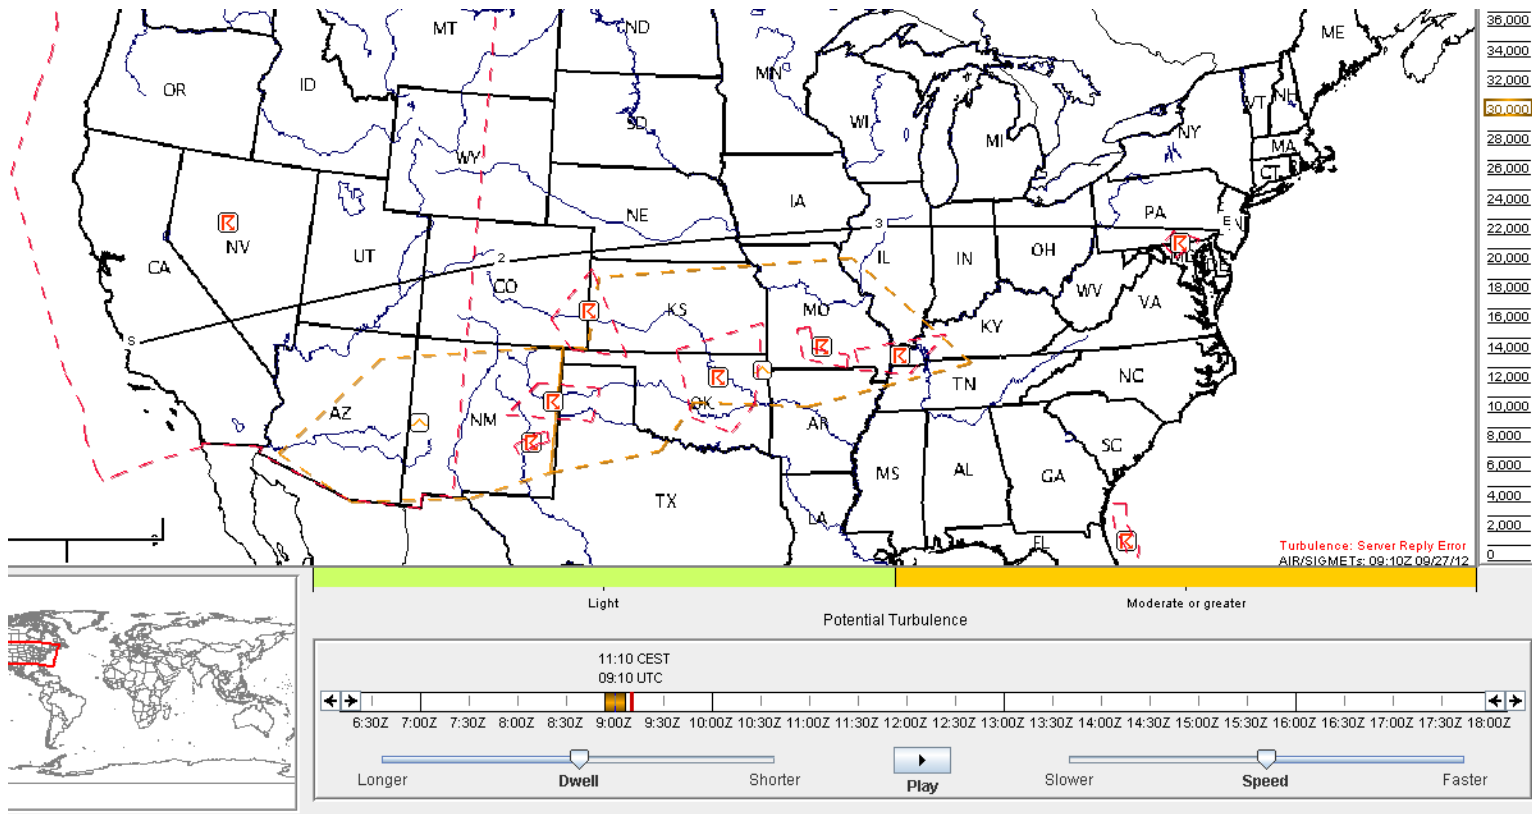 MT
ND
ME
36,000
34,000
OR
ID
MN
32,000
VT
NH
30,000
SD
WI
MI
NY
28,000
WY
MA
26,000
CT
24,000
NE
IA
PA
22,000
NV
UT
CA
3
IL
IN
OH
20,000
2
CO
WV
VA
18,000
KS
MO
KY
16,000
S
14,000
TN
NC
12,000
AZ
NM
OK
AR
10,000
SC
8,000
MS
AL
GA
6,000
TX
4,000
LA
FL
2,000
Turbulence: Server Reply Error
0
AIR/SIGMETs: 09:10Z 09/27/12
Light
Moderate or greater
Potential Turbulence
11:10 CEST
09:10 UTC
6:30Z 7:00Z 7:30Z 8:00Z 8:30Z 9:00Z 9:30Z 10:00Z 10:30Z 11:00Z 11:30Z 12:00Z 12:30Z 13:00Z 13:30Z 14:00Z 14:30Z 15:00Z 15:30Z 16:00Z 16:30Z 17:00Z 17:30Z 18:00Z
Longer Dwell Shorter Play Slower Speed Faster